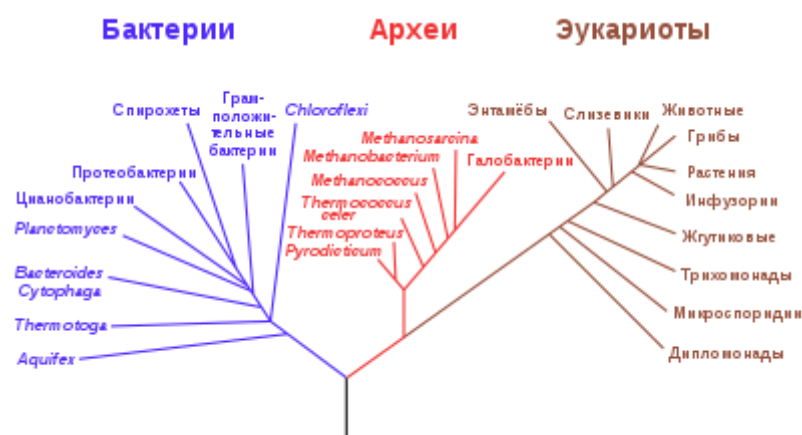 Бактерии
Археи
Эукариоты
Спирохеты
Грам-
положи-
тельные
бактерии
Chloroflexi
Протеобактерии
Цианобактерии
Planctomyces
Bacteroides
Cytophaga
Thermotoga
Aquifex
Methanosarcina
Methanobacterium
Галобактерии
Methanococcus
Thermococcus
celer
Thermoproteus
Pyrodicticum
Энтамёбы
Слизевики
Животные
Грибы
Растения
Инфузории
Жгутиковые
Трихомонады
Микроспоридии
Дипломонады